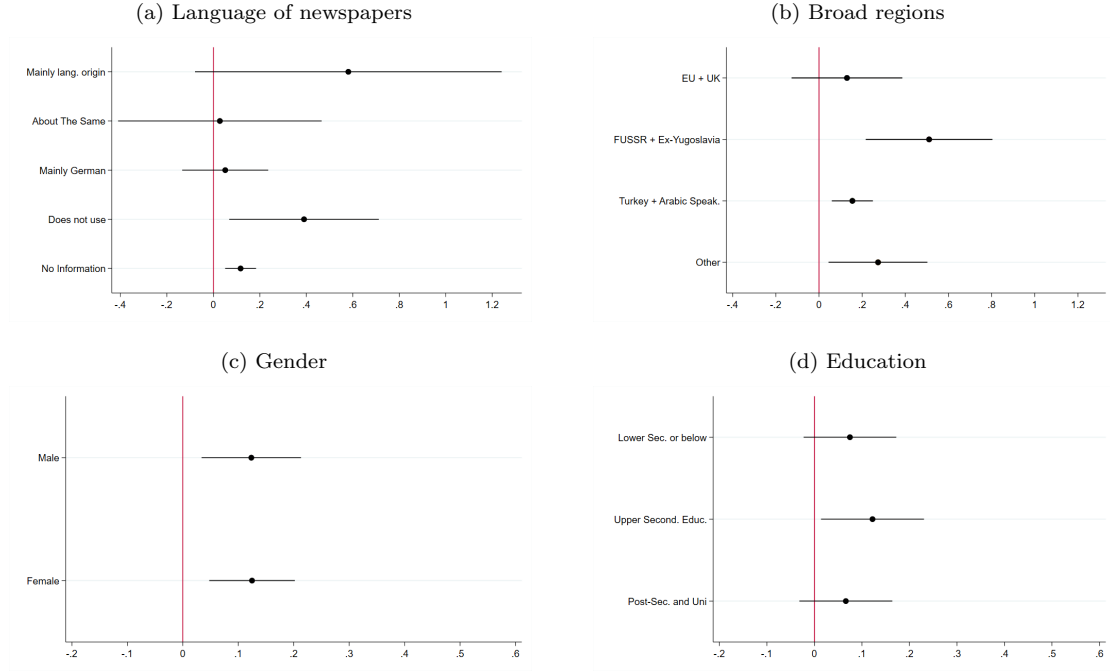 (a) Language of newspapers
Mainly lang. origin
About The Same
Mainly German
Does not use
No Information
-.4 -.2 0 .2 .4 .6 .8 1 1.2
(b) Broad regions
EU + UK
FUSSR + Ex-Yugoslavia
Turkey + Arabic Speak.
Other
-.4 -.2 0 .2 .4 .6 .8 1 1.2
(c) Gender
Male
Female
-.2 -.1 0 .1 .2 .3 .4 .5 .6
(d) Education
Lower Sec. or below
Upper Second. Educ.
Post-Sec. and Uni
-.2 -.1 0 .1 .2 .3 .4 .5 .6